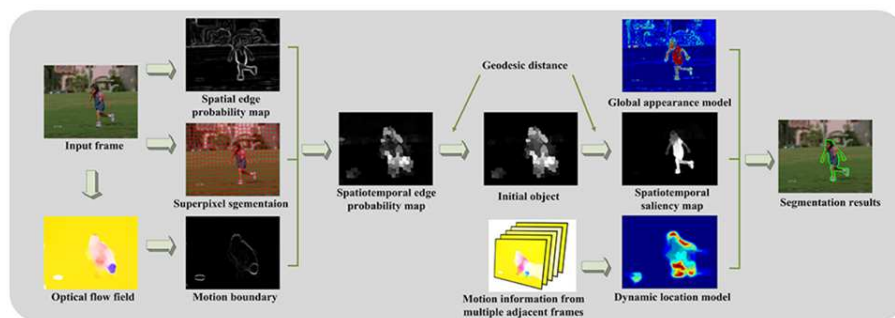 Spatial edge
probability map
Geodesic distance
Global appearance model
Input frame
Superpixel sgementaion
Spatiotemporal edge
probability map
Initial object
Spatiotemporal
saliency map
Segmentation results
Optical flow field
Motion boundary
Motion information from
multiple adjacent frames
Dynamic location model